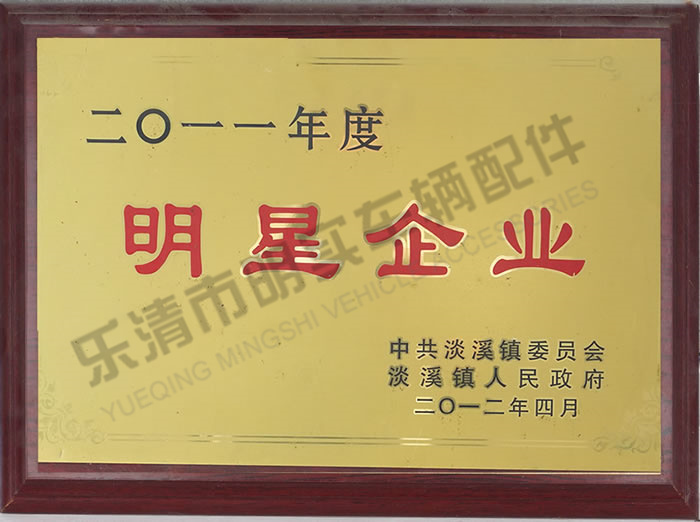 二〇一一年度
明星企业
中共淡溪镇委员会
淡溪镇人民政府
二〇一二年四月
乐清市明实车辆配件
YUEQING MINGSHI VEHICLE ACCESSORIES